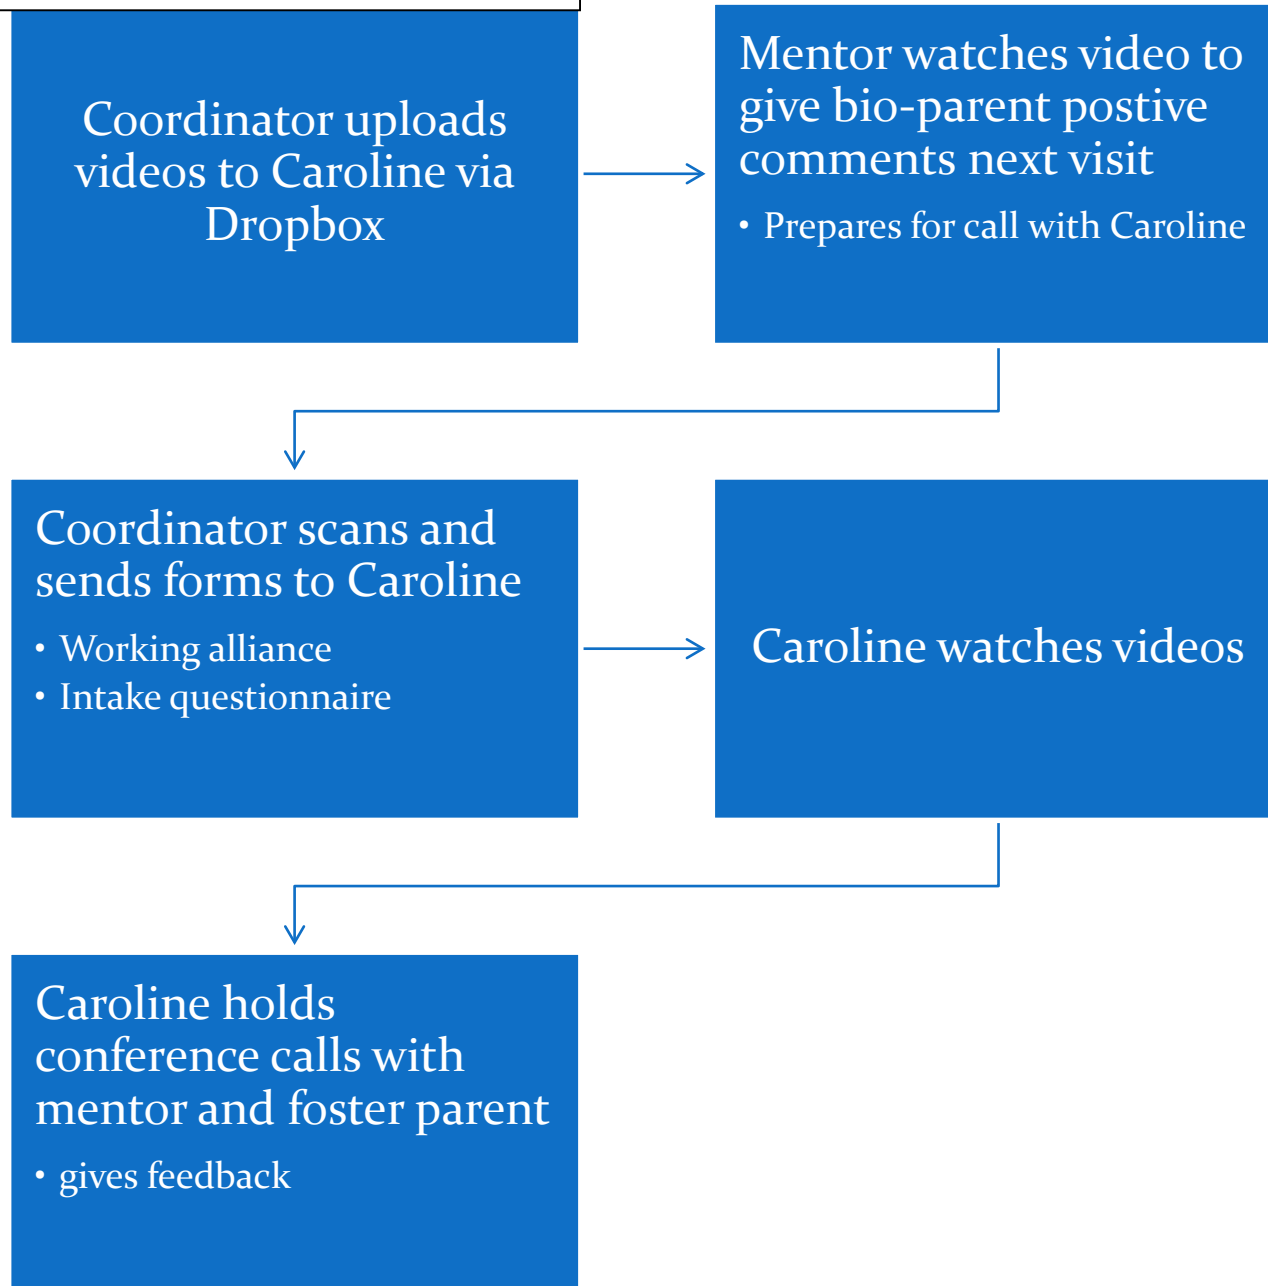 Coordinator uploads
videos to Caroline via
Dropbox
Mentor watches video to
give bio-parent postive
comments next visit
• Prepares for call with Caroline
Coordinator scans and
sends forms to Caroline
• Working alliance
• Intake questionnaire
Caroline watches videos
Caroline holds
conference calls with
mentor and foster parent
• gives feedback